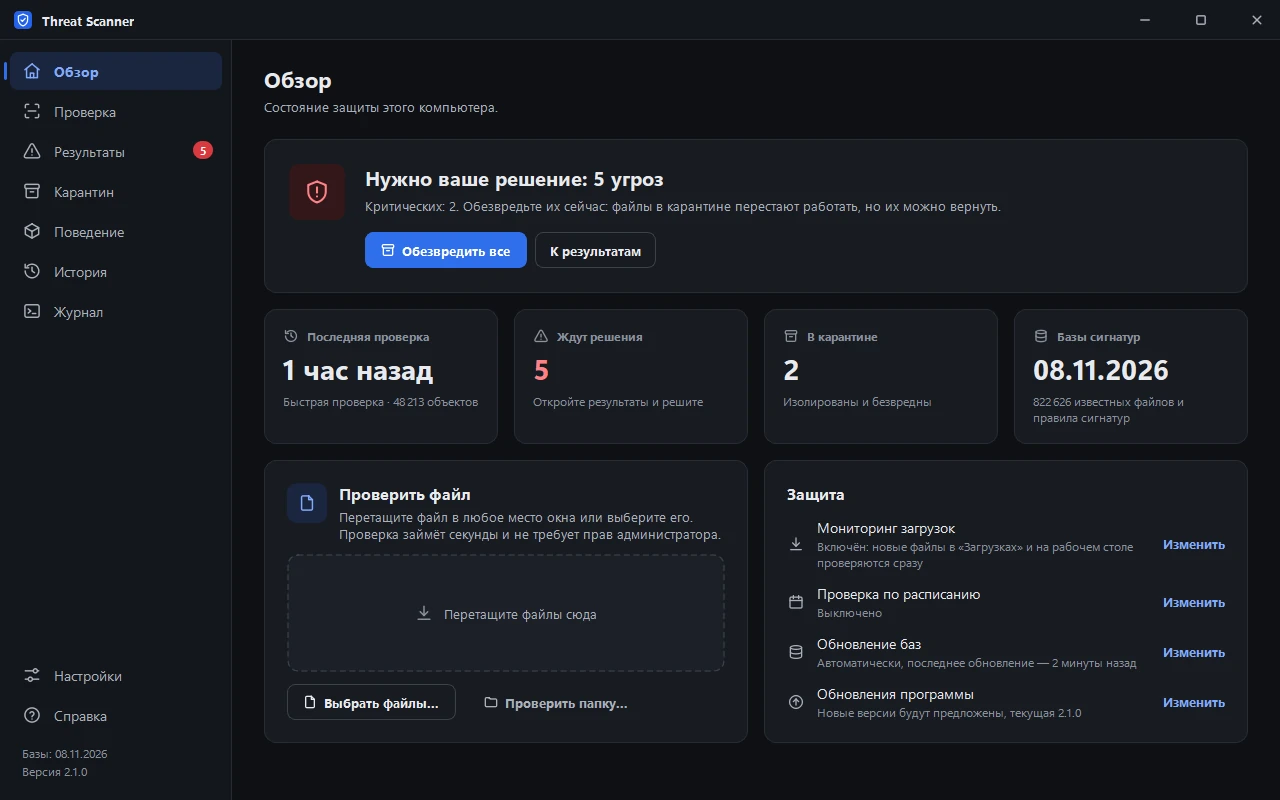 Threat Scanner
Обзор
Проверка
Результаты
5
Карантин
Поведение
История
Журнал
Настройки
Справка
Базы: 08.11.2026
Версия 2.1.0
Обзор
Состояние защиты этого компьютера.
Нужно ваше решение: 5 угроз
Критических: 2. Обезвредьте их сейчас: файлы в карантине перестают работать, но их можно вернуть.
Обезвредить все
К результатам
Последняя проверка
1 час назад
Быстрая проверка · 48 213 объектов
Ждут решения
5
Откройте результаты и решите
В карантине
2
Изолированы и безвредны
Базы сигнатур
08.11.2026
822 626 известных файлов и
правила сигнатур
Проверить файл
Перетащите файл в любое место окна или выберите его.
Проверка займёт секунды и не требует прав администратора.
Перетащите файлы сюда
Выбрать файлы...
Проверить папку...
Защита
Мониторинг загрузок
Включён: новые файлы в «Загрузках» и на рабочем столе
проверяются сразу
Изменить
Проверка по расписанию
Выключено
Изменить
Обновление баз
Автоматически, последнее обновление — 2 минуты назад
Изменить
Обновления программы
Новые версии будут предложены, текущая 2.1.0
Изменить